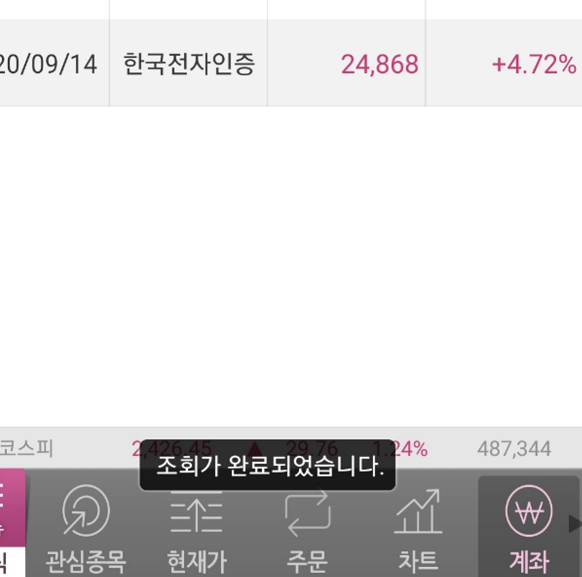 20/09/14 한국전자인증 24,868 +4.72%
코스피 2,426.45 ▲ 29.76 1.24% 487,344
조회가 완료되었습니다.
관심종목 현재가 주문 차트 계좌